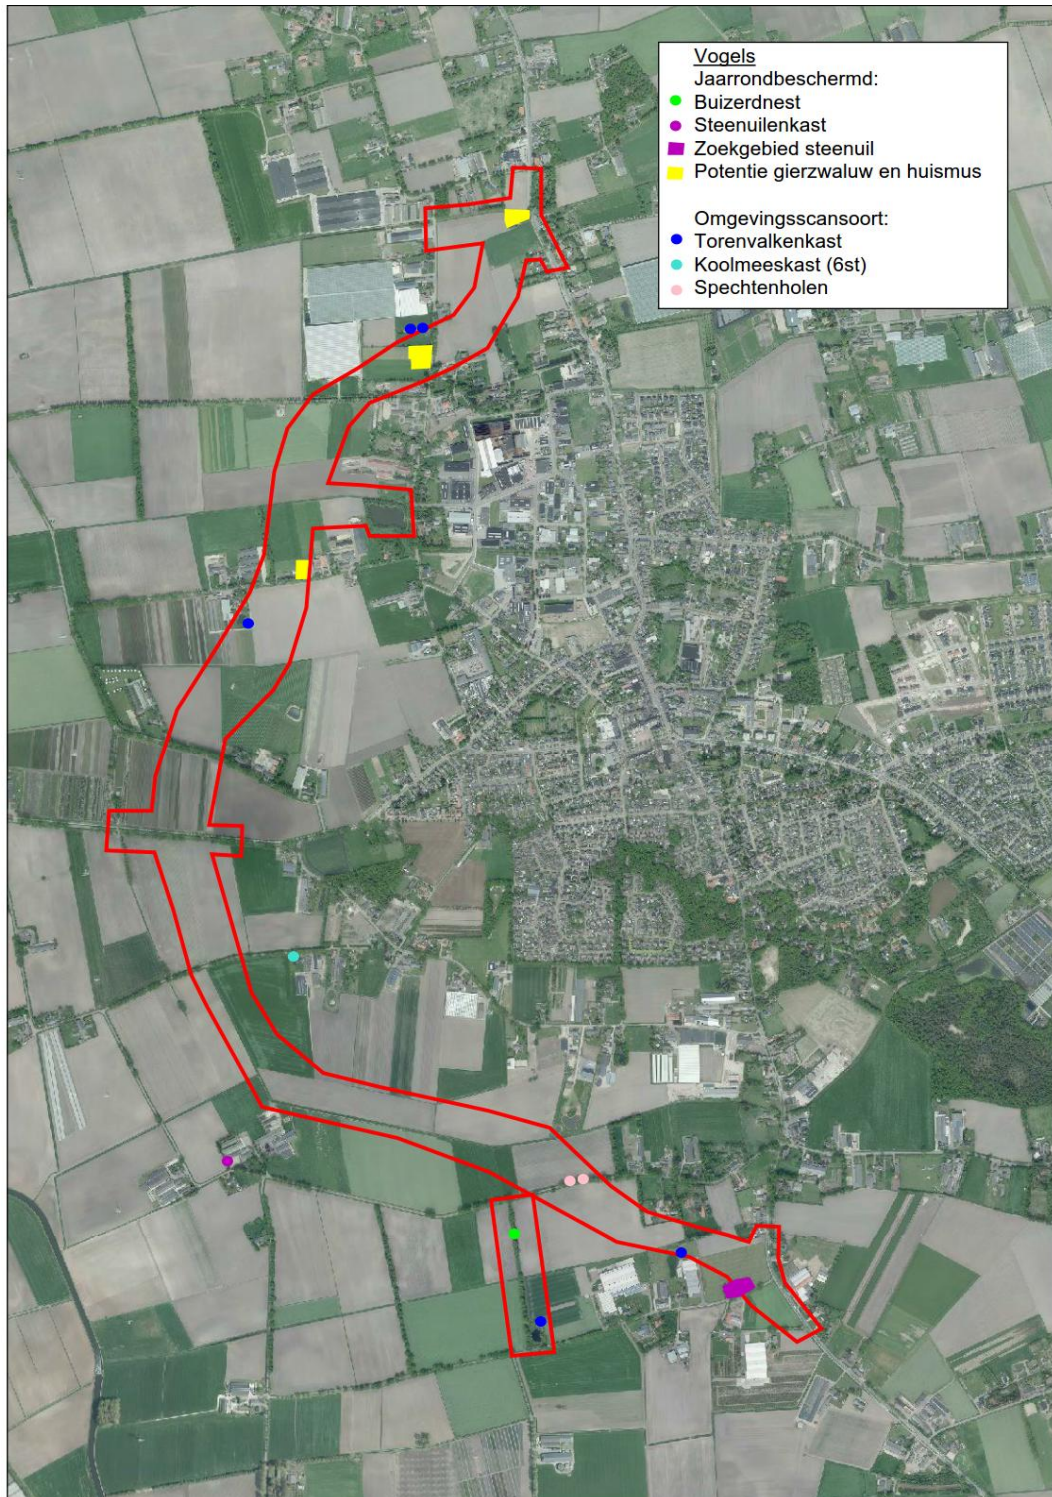 Vogels
Jaarrondbeschermd:
Buizerdnest
Steenuilenkast
Zoekgebied steenuil
Potentie gierzwaluw en huismus
Omgevingsscansoort:
Torenvalkenkast
Koolmeeskast (6st)
Spechtenholen